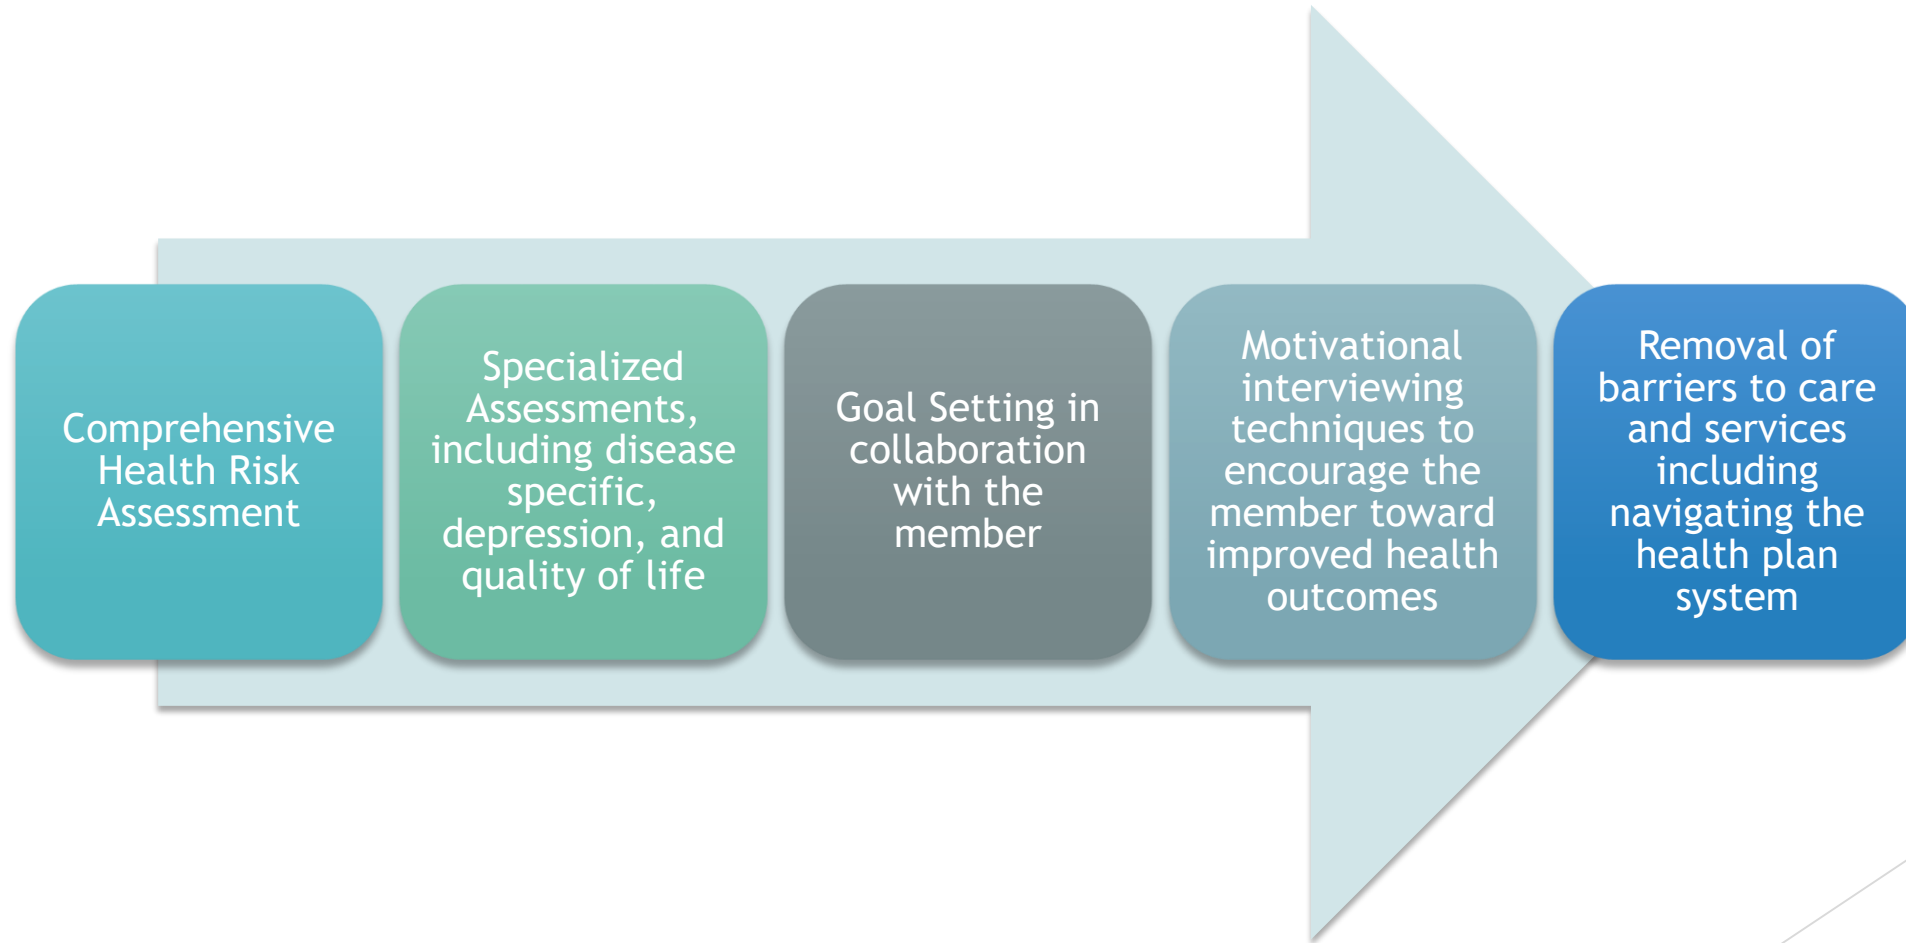 Comprehensive
Health Risk
Assessment
Specialized
Assessments,
including disease
specific,
depression, and
quality of life
Goal Setting in
collaboration
with the
member
Motivational
interviewing
techniques to
encourage the
member toward
improved health
outcomes
Removal of
barriers to care
and services
including
navigating the
health plan
system